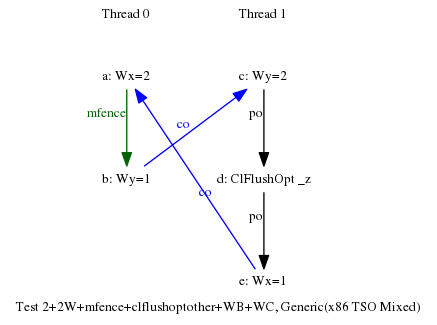 Thread 0 Thread 1
a: Wx=2 c: Wy=2
mfence po
co
b: Wy=1 d: ClFlushOpt _z
co
po
e: Wx=1
Test 2+2W+mfence+clflushoptother+WB+WC, Generic(x86 TSO Mixed)